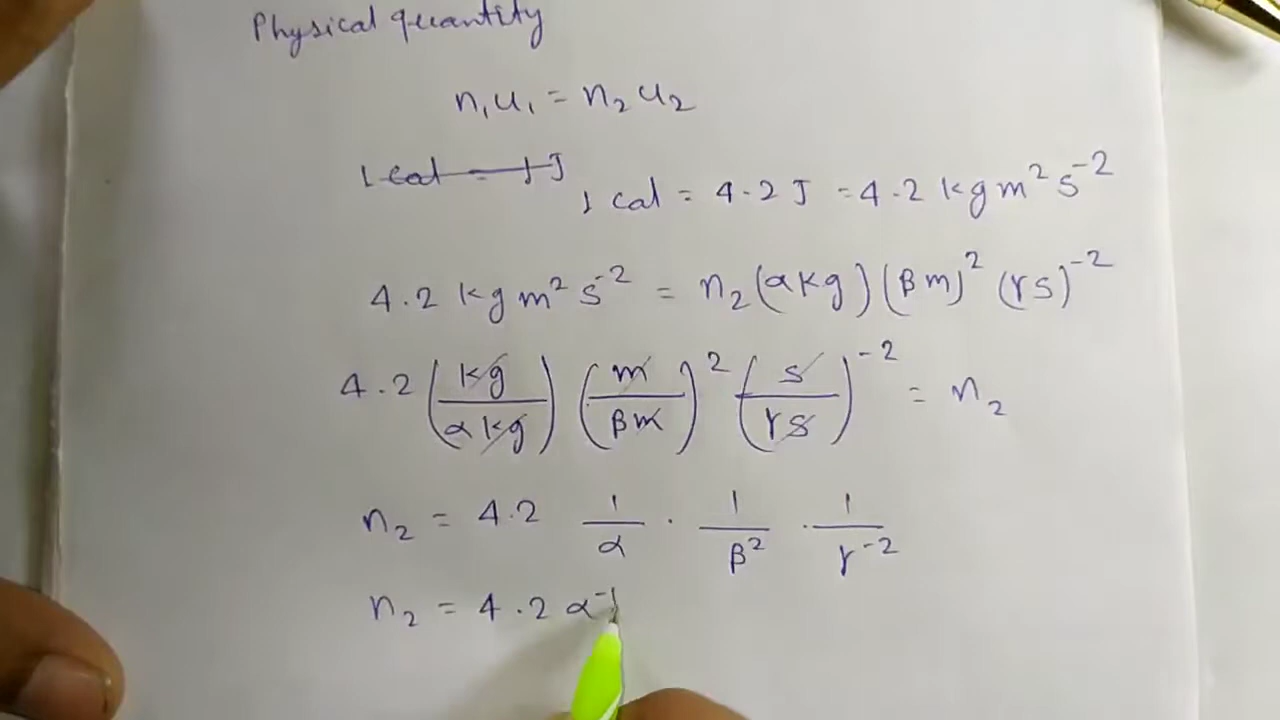 Physical quantity
n₁u₁ = n₂u₂
1 cal = 1 J
1 cal = 4.2 J = 4.2 kg m² s⁻²
4.2 kg m² s⁻² = n₂ (α kg) (β m)² (γ s)⁻²
4.2 (kg/α kg) (m/β m)² (s/γ s)⁻² = n₂
n₂ = 4.2 1/α · 1/β² · 1/γ⁻²
n₂ = 4.2 α⁻¹